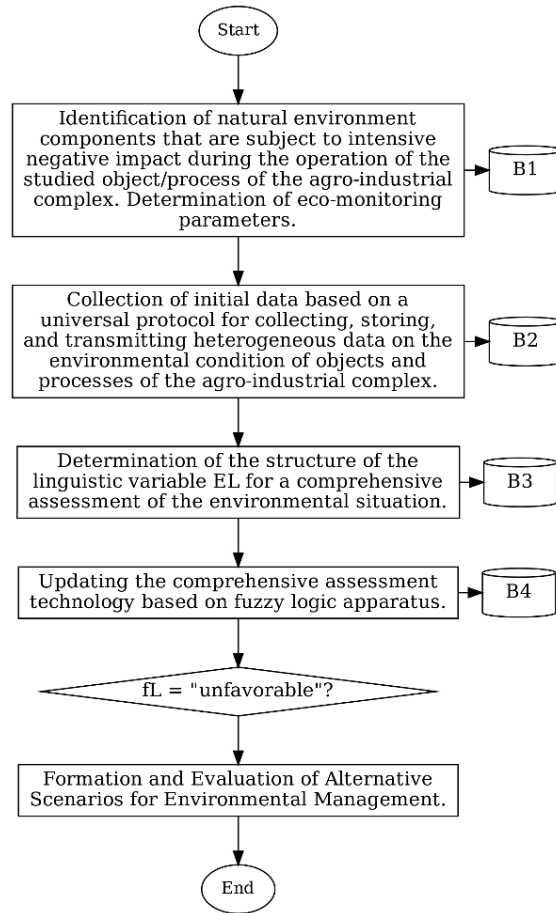 Start
Identification of natural environment
components that are subject to intensive
negative impact during the operation of the
studied object/process of the agro-industrial
complex. Determination of eco-monitoring
parameters.
B1
Collection of initial data based on a
universal protocol for collecting, storing,
and transmitting heterogeneous data on the
environmental condition of objects and
processes of the agro-industrial complex.
B2
Determination of the structure of the
linguistic variable EL for a comprehensive
assessment of the environmental situation.
B3
Updating the comprehensive assessment
technology based on fuzzy logic apparatus.
B4
fL = "unfavorable"?
Formation and Evaluation of Alternative
Scenarios for Environmental Management.
End